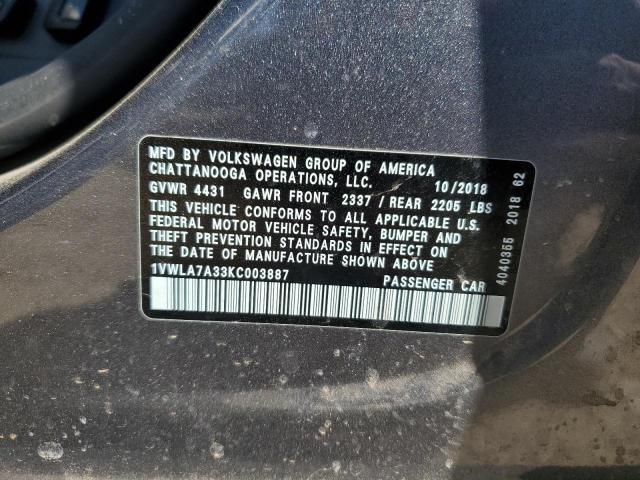 MFD BY VOLKSWAGEN GROUP OF AMERICA
CHATTANOOGA OPERATIONS, LLC. 10/2018
GVWR 4431 GAWR FRONT 2337 / REAR 2205 LBS
THIS VEHICLE CONFORMS TO ALL APPLICABLE U.S.
FEDERAL MOTOR VEHICLE SAFETY, BUMPER AND
THEFT PREVENTION STANDARDS IN EFFECT ON
THE DATE OF MANUFACTURE SHOWN ABOVE
1VWLA7A33KC003887 PASSENGER CAR
4040355 2018 62